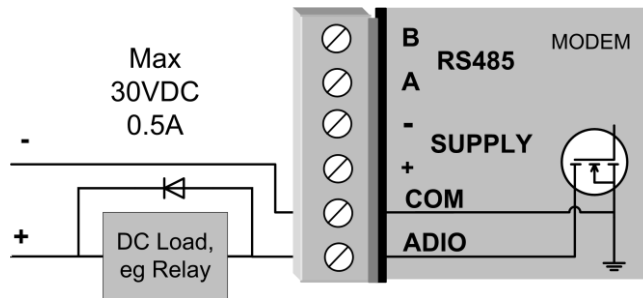 Max
30VDC
0.5A
-
+
DC Load,
eg Relay
B
RS485
A
-
SUPPLY
+
COM
ADIO
MODEM